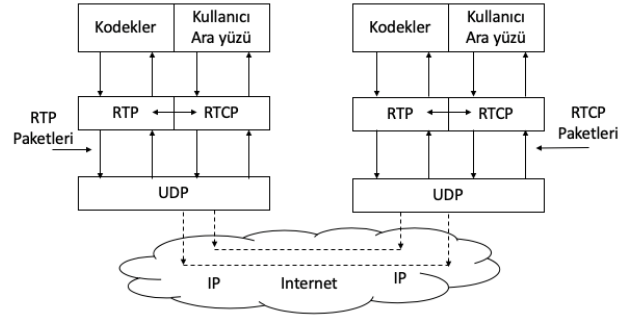 Kodekler
Kullanıcı
Ara yüzü
Kodekler
Kullanıcı
Ara yüzü
RTP
Paketleri
RTP
RTCP
RTP
RTCP
RTCP
Paketleri
UDP
UDP
IP
Internet
IP